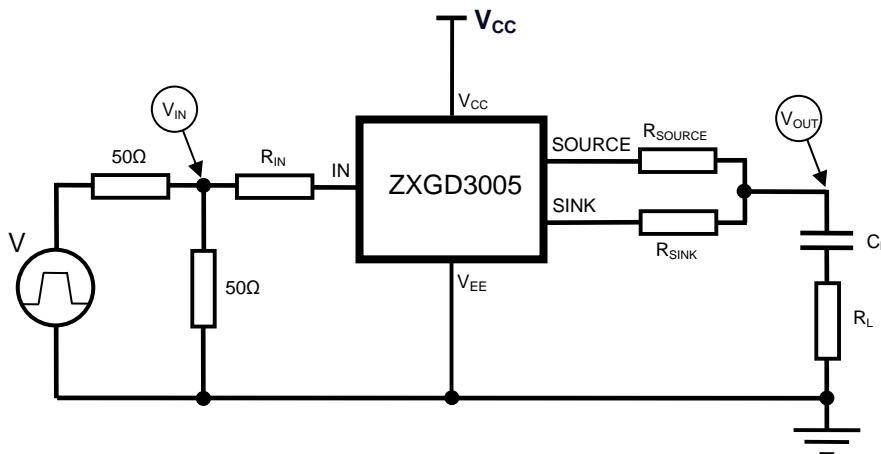 VCC
VIN
VCC
VOUT
50Ω
RIN
IN
ZXGD3005
SOURCE
RSOURCE
SINK
RSINK
V
50Ω
VEE
RL